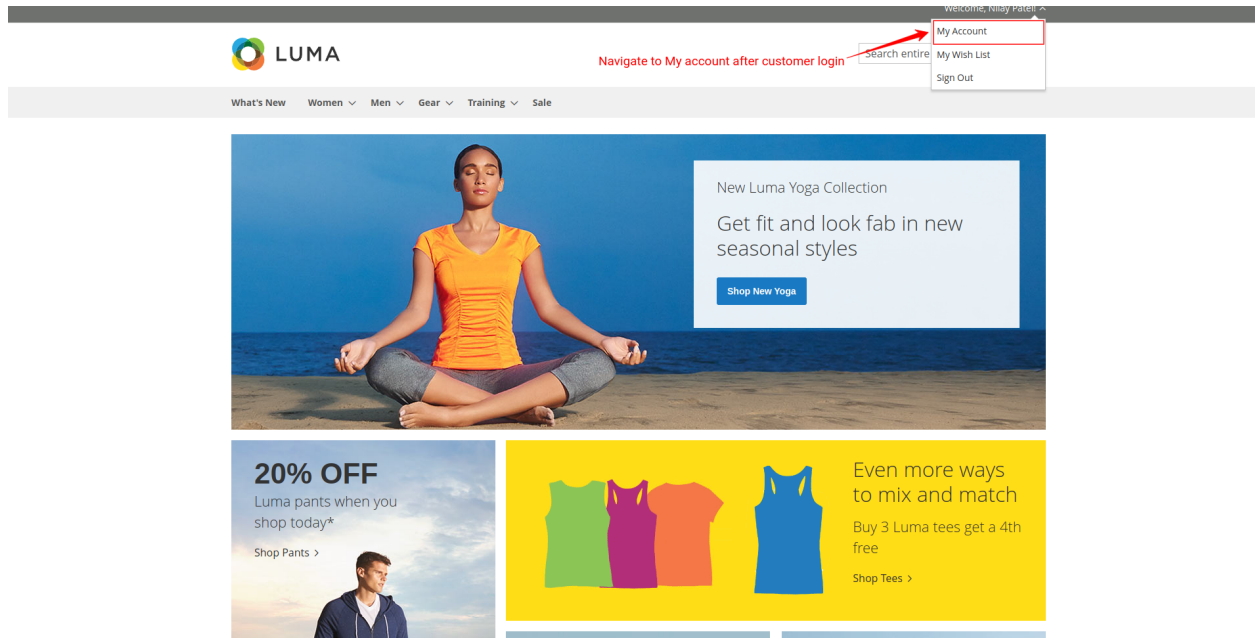 Welcome, Nilay Patell
My Account
LUMA
Navigate to My account after customer login
Search entire
My Wish List
Sign Out
What's New Women Men Gear Training Sale
New Luma Yoga Collection
Get fit and look fab in new
seasonal styles
Shop New Yoga
20% OFF
Luma pants when you
shop today*
Shop Pants >
Even more ways
to mix and match
Buy 3 Luma tees get a 4th
free
Shop Tees >